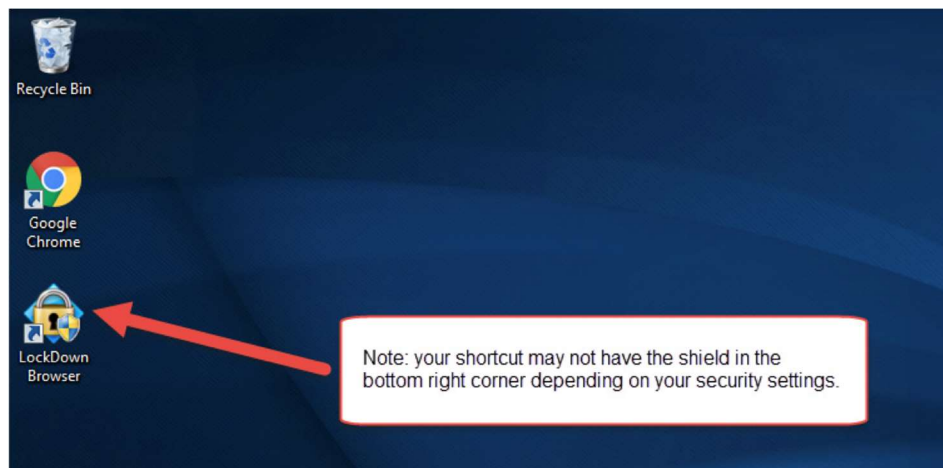 Recycle Bin
Google
Chrome
LockDown
Browser
Note: your shortcut may not have the shield in the
bottom right corner depending on your security settings.